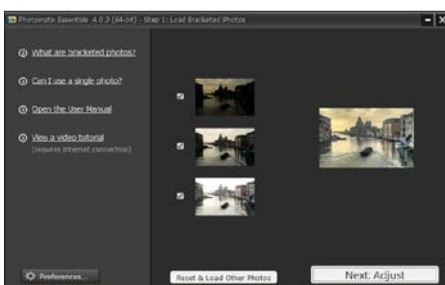 Photomatix Essentials 4.0.3 (64-bit) - Step 1: Load Bracketed Photos
What are bracketed photos?
Can I use a single photo?
Open the User Manual
View a video tutorial
(requires Internet connection)
Preferences...
Reset & Load Other Photos
Next: Adjust